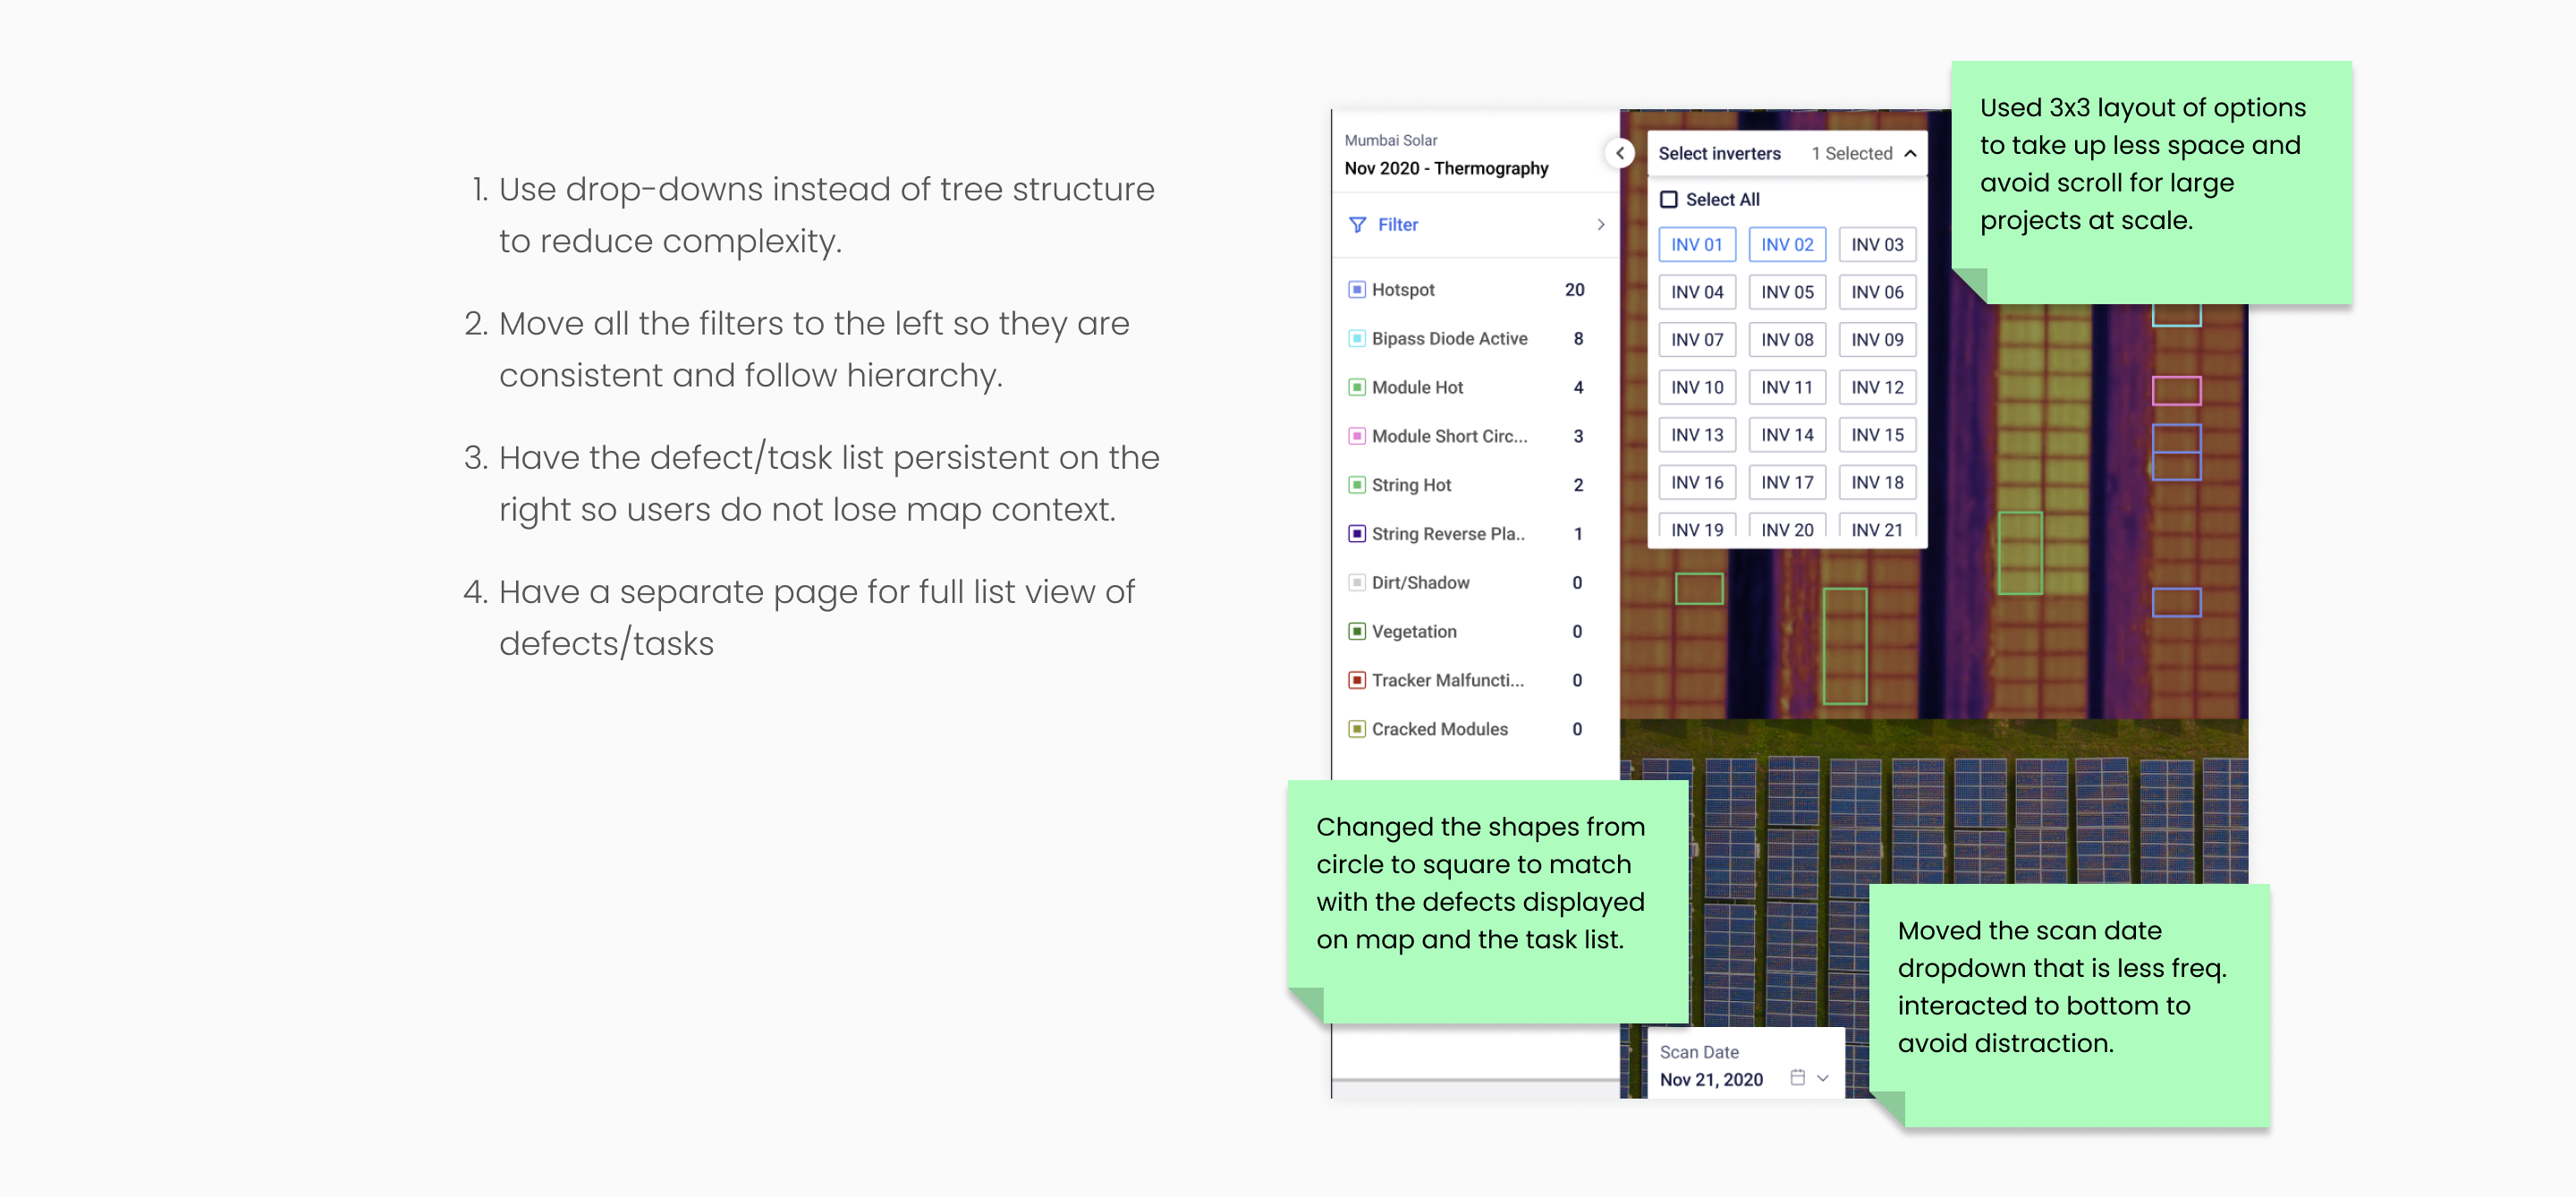 1. Use drop-downs instead of tree structure
to reduce complexity.
2. Move all the filters to the left so they are
consistent and follow hierarchy.
3. Have the defect/task list persistent on the
right so users do not lose map context.
4. Have a separate page for full list view of
defects/tasks
Mumbai Solar
Nov 2020 - Thermography
Filter
Hotspot 20
Bipass Diode Active 8
Module Hot 4
Module Short Circ... 3
String Hot 2
String Reverse Pla.. 1
Dirt/Shadow 0
Vegetation 0
Tracker Malfuncti... 0
Cracked Modules 0
Select inverters 1 Selected
Select All
INV 01 INV 02 INV 03
INV 04 INV 05 INV 06
INV 07 INV 08 INV 09
INV 10 INV 11 INV 12
INV 13 INV 14 INV 15
INV 16 INV 17 INV 18
INV 19 INV 20 INV 21
Used 3x3 layout of options
to take up less space and
avoid scroll for large
projects at scale.
Changed the shapes from
circle to square to match
with the defects displayed
on map and the task list.
Moved the scan date
dropdown that is less freq.
interacted to bottom to
avoid distraction.
Scan Date
Nov 21, 2020